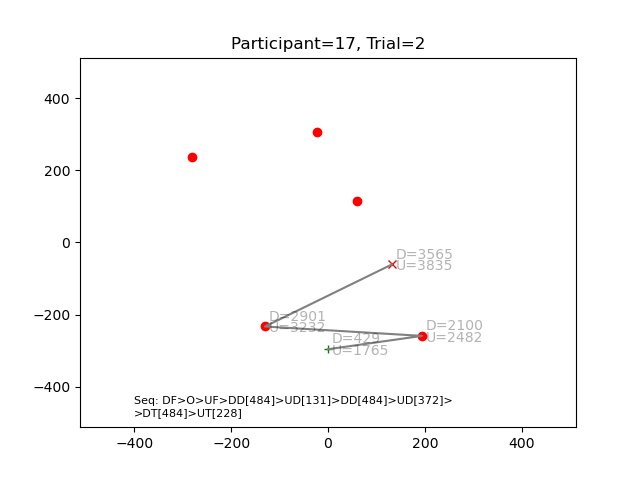 Participant=17, Trial=2
400
200
0
−200
−400
D=3565
U=3835
D=2901
U=3232
D=2100
U=2482
D=429
U=1765
Seq: DF>O>UF>DD[484]>UD[131]>DD[484]>UD[372]>
>DT[484]>UT[228]
−400
−200
0
200
400